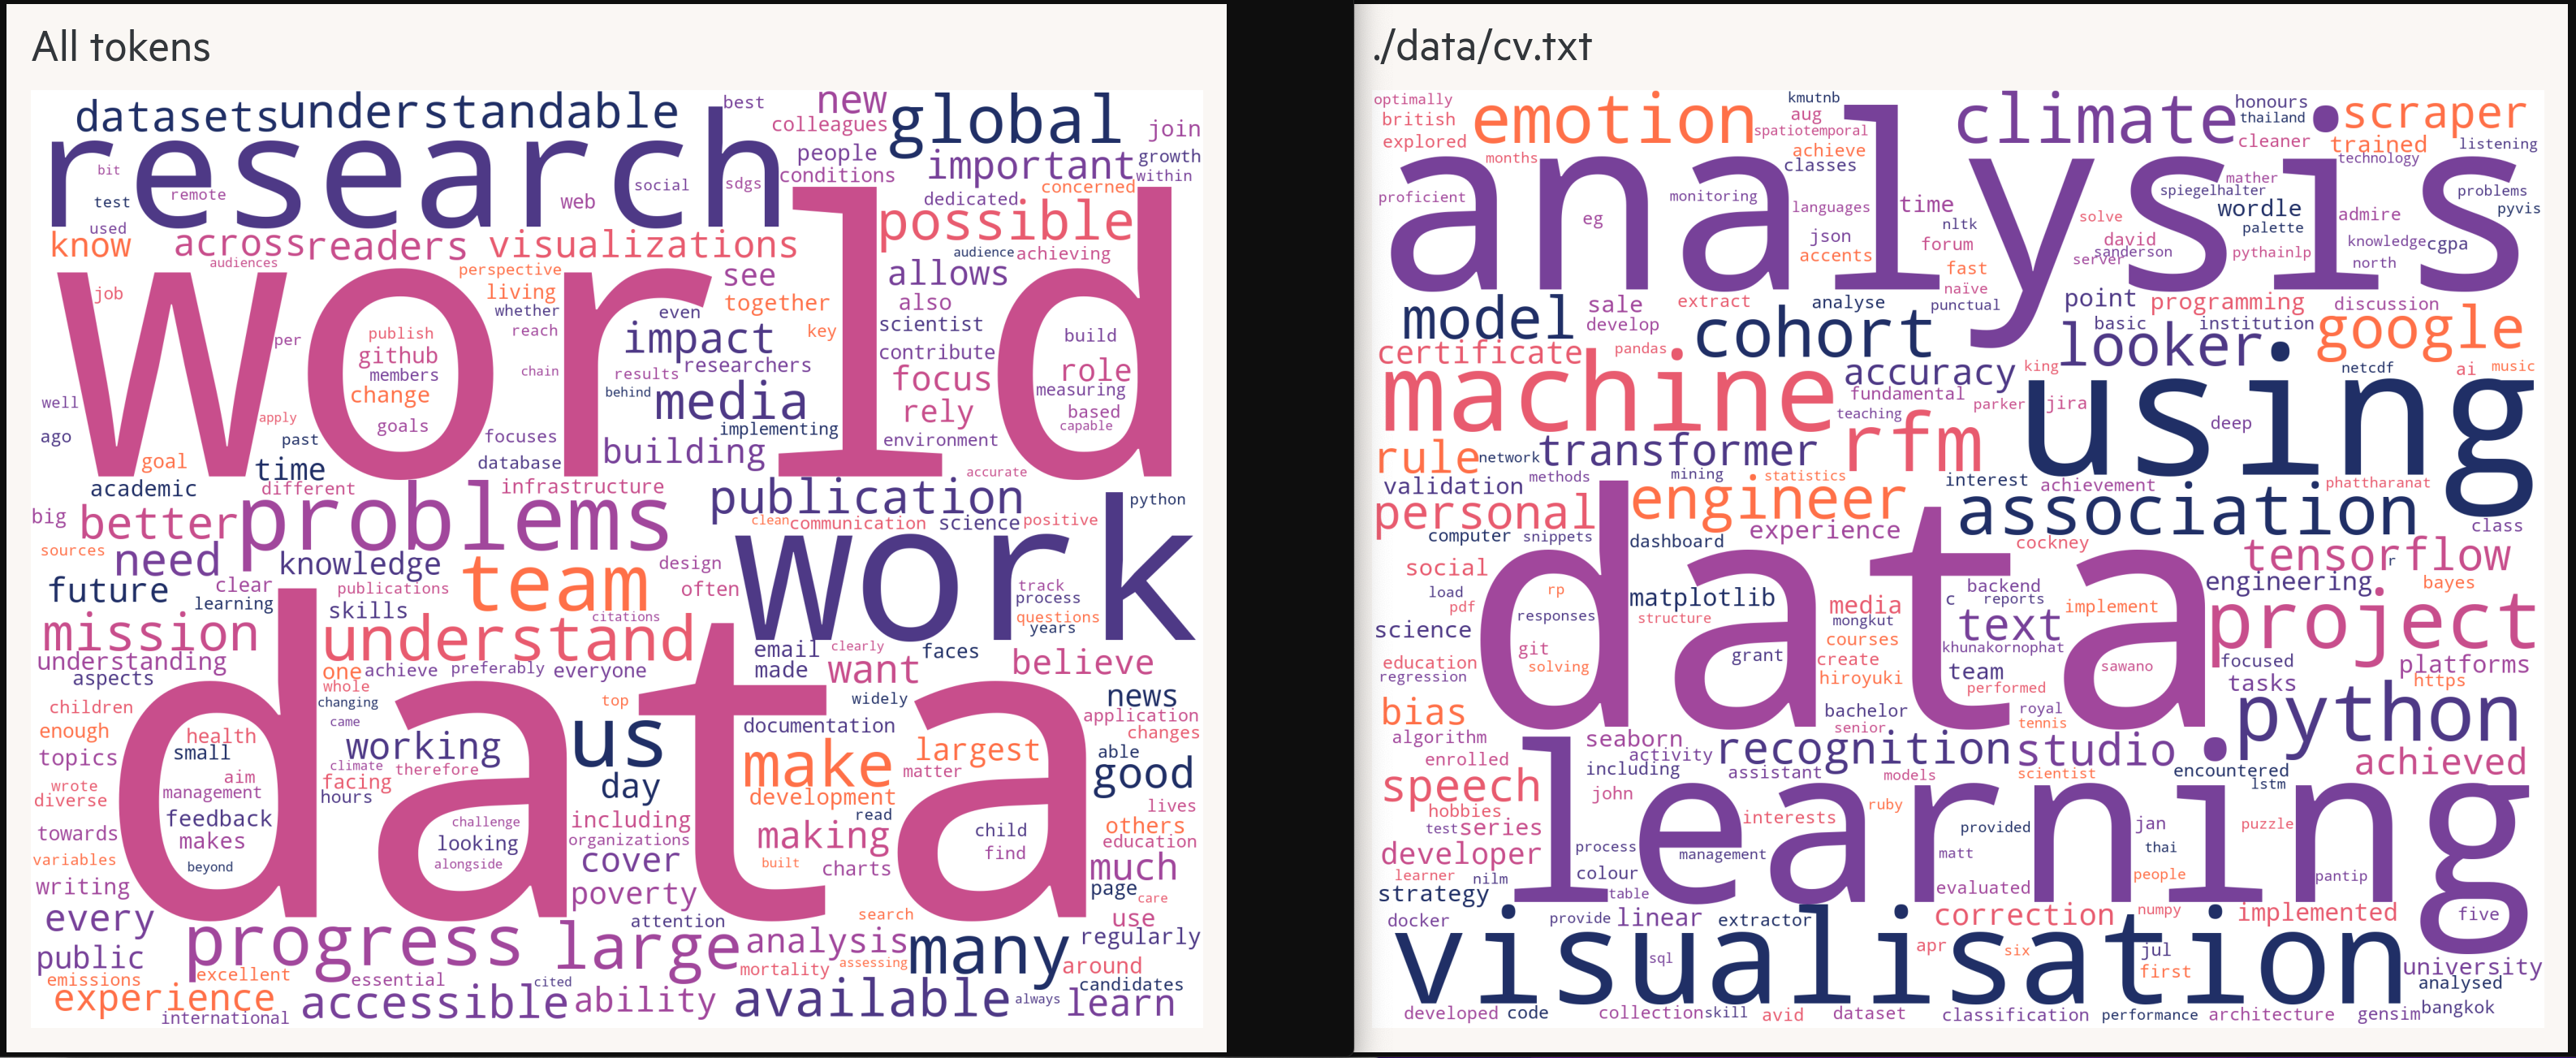 All tokens
datasets understandable best new global
colleagues join
research bit test remote used web social sdgs people conditions important growth within
dedicated concerned
know across readers visualizations possible
audiences perspective see audience achieving
world job living whether reach together allows also
per publish github members change goals even impact key scientist build
chain results researchers contribute role
well apply behind media focus measuring
ago past focuses implementing rely based capable
goal time database building environment
academic different infrastructure accurate
big better problems publication python
clean communication science positive
sources need knowledge team design work
future clear publications often track process
learning skills citations questions years
mission understand email clearly faces
understanding one achieve preferably everyone made want believe
aspects whole changing top widely news
children came us documentation application changes
enough health small working make largest able
topics data aim climate therefore facing day matter good
wrote management hours development lives
diverse feedback challenge including read others
towards makes looking organizations making child education
variables beyond alongside cover built charts find much
writing poverty page care
every attention search use
public progress large analysis many regularly
emissions excellent essential mortality assessing around
experience cited candidates
international accessible ability available always learn
./data/cv.txt
optimally emotion kmutnb climate honours scraper
british aug thailand
explored spatiotemporal cleaner trained listening
months achieve technology
analysis classes mather
proficient eg monitoring languages time spiegelhalter problems
json nltk solve wordle admire pyvis
accents forum david palette knowledge cgpa
fast server sanderson pythainlp north
naïve
model sale extract analyse punctual point programming discussion
develop cohort basic institution google
certificate pandas looker
machine accuracy king netcdf ai music
fundamental using
teaching parker jira
rule network transformer rfm deep
validation methods mining statistics interest achievement phattharanat
personal engineer association class
computer snippets dashboard experience cockney
social tensorflow
load rp matplotlib backend r engineering bayes
pdf responses structure media c reports implement
science data mongkut text project
git courses khunakornophat
education solving grant create team sawano focused platforms
regression hiroyuki performed tasks https
bias bachelor royal python
algorithm seaborn senior tennis
enrolled activity recognition studio achieved
including assistant models scientist encountered
speech john ruby lstm
hobbies interests
test series learning provided jan puzzle
developer process management matt thai
learner nilm colour people pantip
strategy table evaluated
docker provide linear extractor correction numpy implemented five
visualisation sql apr six jul
first university
analysed
developed code collection skill avid dataset classification performance architecture gensim bangkok